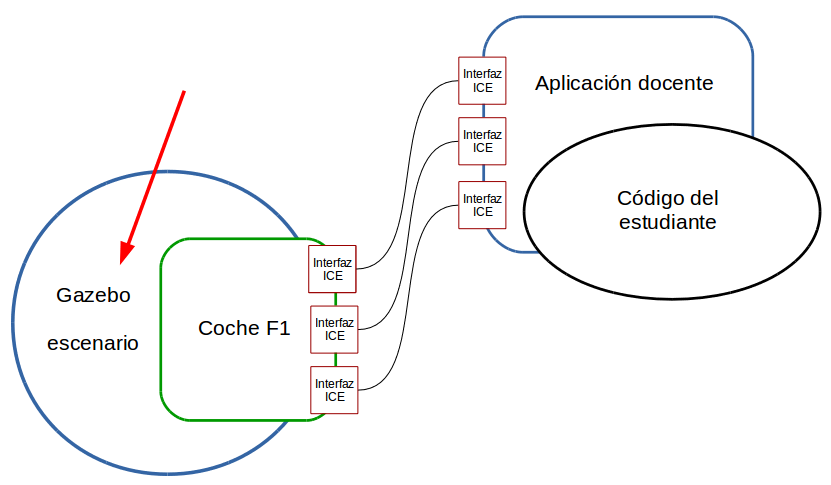 Interfaz
ICE
Aplicación docente
Interfaz
ICE
Interfaz
ICE
Código del
estudiante
Gazebo
escenario
Coche F1
Interfaz
ICE
Interfaz
ICE
Interfaz
ICE